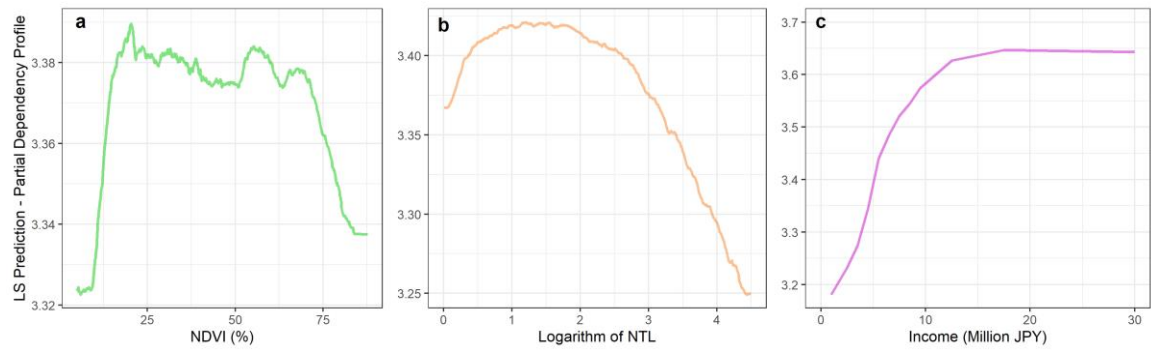 LS Prediction - Partial Dependency Profile
a
3.38
3.36
3.34
3.32
25 50 75
NDVI (%)
b
3.40
3.35
3.30
3.25
0 1 2 3 4
Logarithm of NTL
c
3.7
3.6
3.5
3.4
3.3
3.2
0 10 20 30
Income (Million JPY)